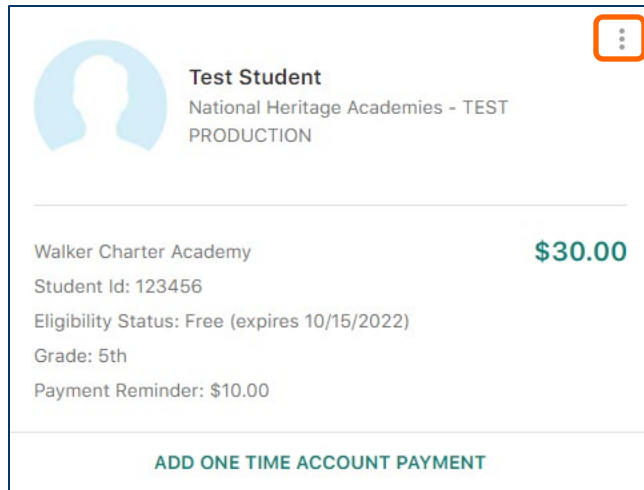 Test Student
National Heritage Academies - TEST
PRODUCTION
Walker Charter Academy
$30.00
Student Id: 123456
Eligibility Status: Free (expires 10/15/2022)
Grade: 5th
Payment Reminder: $10.00
ADD ONE TIME ACCOUNT PAYMENT